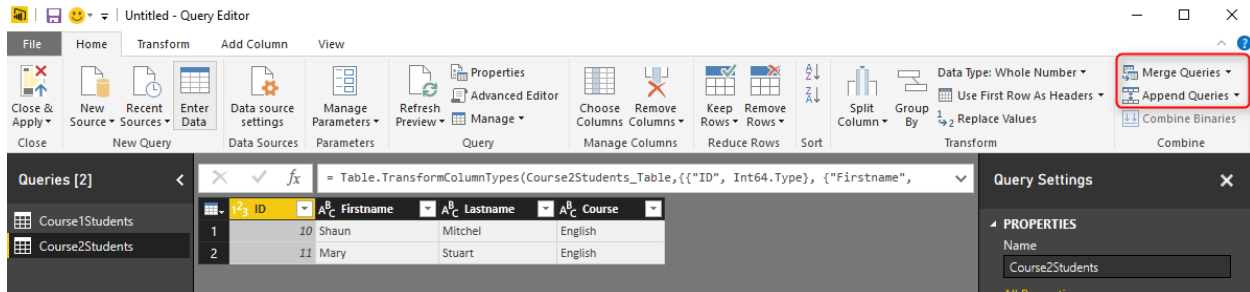 Untitled - Query Editor
File Home Transform Add Column View
Close & Apply
New Source
Recent Sources
Enter Data
Data source settings
Manage Parameters
Refresh Preview
Properties
Advanced Editor
Manage
Choose Columns
Remove Columns
Keep Rows
Remove Rows
Split Column
Group By
Data Type: Whole Number
Use First Row As Headers
Replace Values
Merge Queries
Append Queries
Combine Binaries
Close New Query Data Sources Parameters Query Manage Columns Reduce Rows Sort Transform Combine
Queries [2]
Course1Students
Course2Students
fx = Table.TransformColumnTypes(Course2Students_Table,{{"ID", Int64.Type}, {"Firstname",
ID Firstname Lastname Course
1 10 Shaun Mitchel English
2 11 Mary Stuart English
Query Settings
PROPERTIES
Name
Course2Students